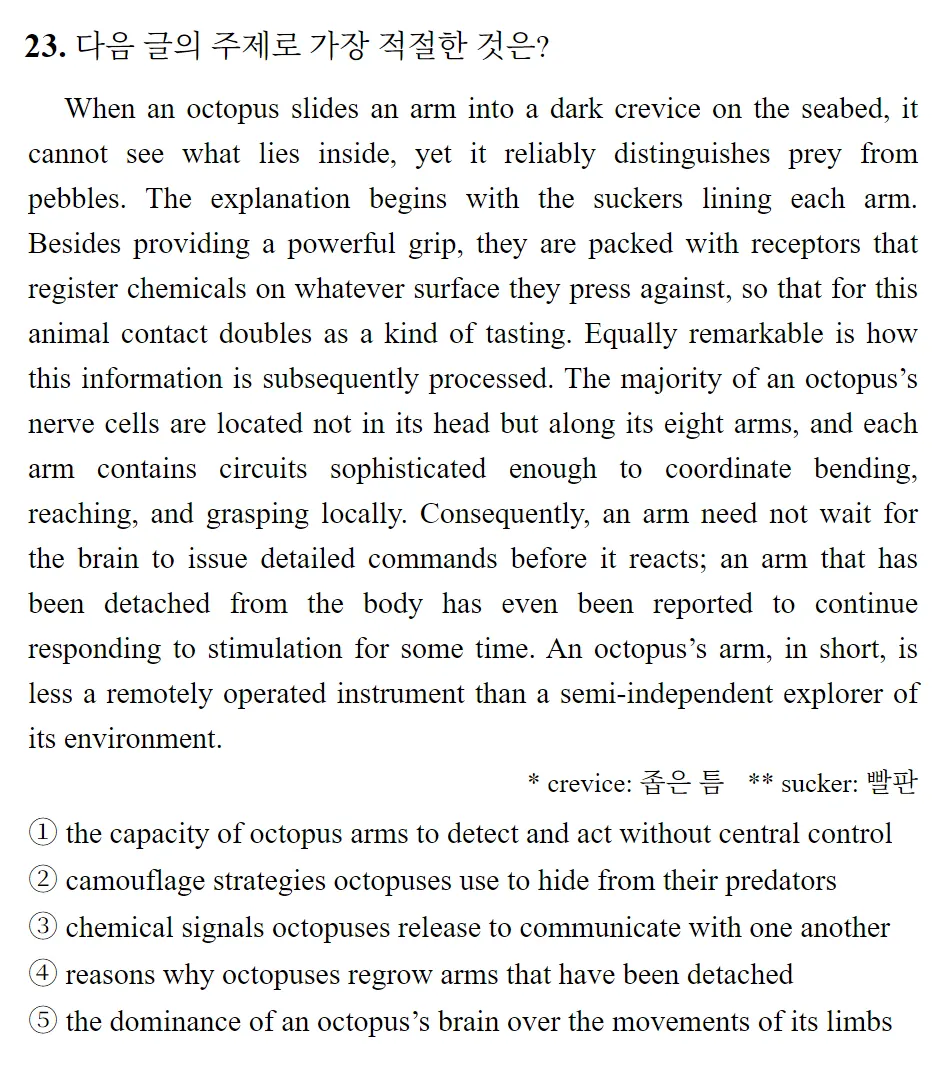 23. 다음 글의 주제로 가장 적절한 것은?
When an octopus slides an arm into a dark crevice on the seabed, it
cannot see what lies inside, yet it reliably distinguishes prey from
pebbles. The explanation begins with the suckers lining each arm.
Besides providing a powerful grip, they are packed with receptors that
register chemicals on whatever surface they press against, so that for this
animal contact doubles as a kind of tasting. Equally remarkable is how
this information is subsequently processed. The majority of an octopus’s
nerve cells are located not in its head but along its eight arms, and each
arm contains circuits sophisticated enough to coordinate bending,
reaching, and grasping locally. Consequently, an arm need not wait for
the brain to issue detailed commands before it reacts; an arm that has
been detached from the body has even been reported to continue
responding to stimulation for some time. An octopus’s arm, in short, is
less a remotely operated instrument than a semi-independent explorer of
its environment.
* crevice: 좁은 틈 ** sucker: 빨판
① the capacity of octopus arms to detect and act without central control
② camouflage strategies octopuses use to hide from their predators
③ chemical signals octopuses release to communicate with one another
④ reasons why octopuses regrow arms that have been detached
⑤ the dominance of an octopus’s brain over the movements of its limbs